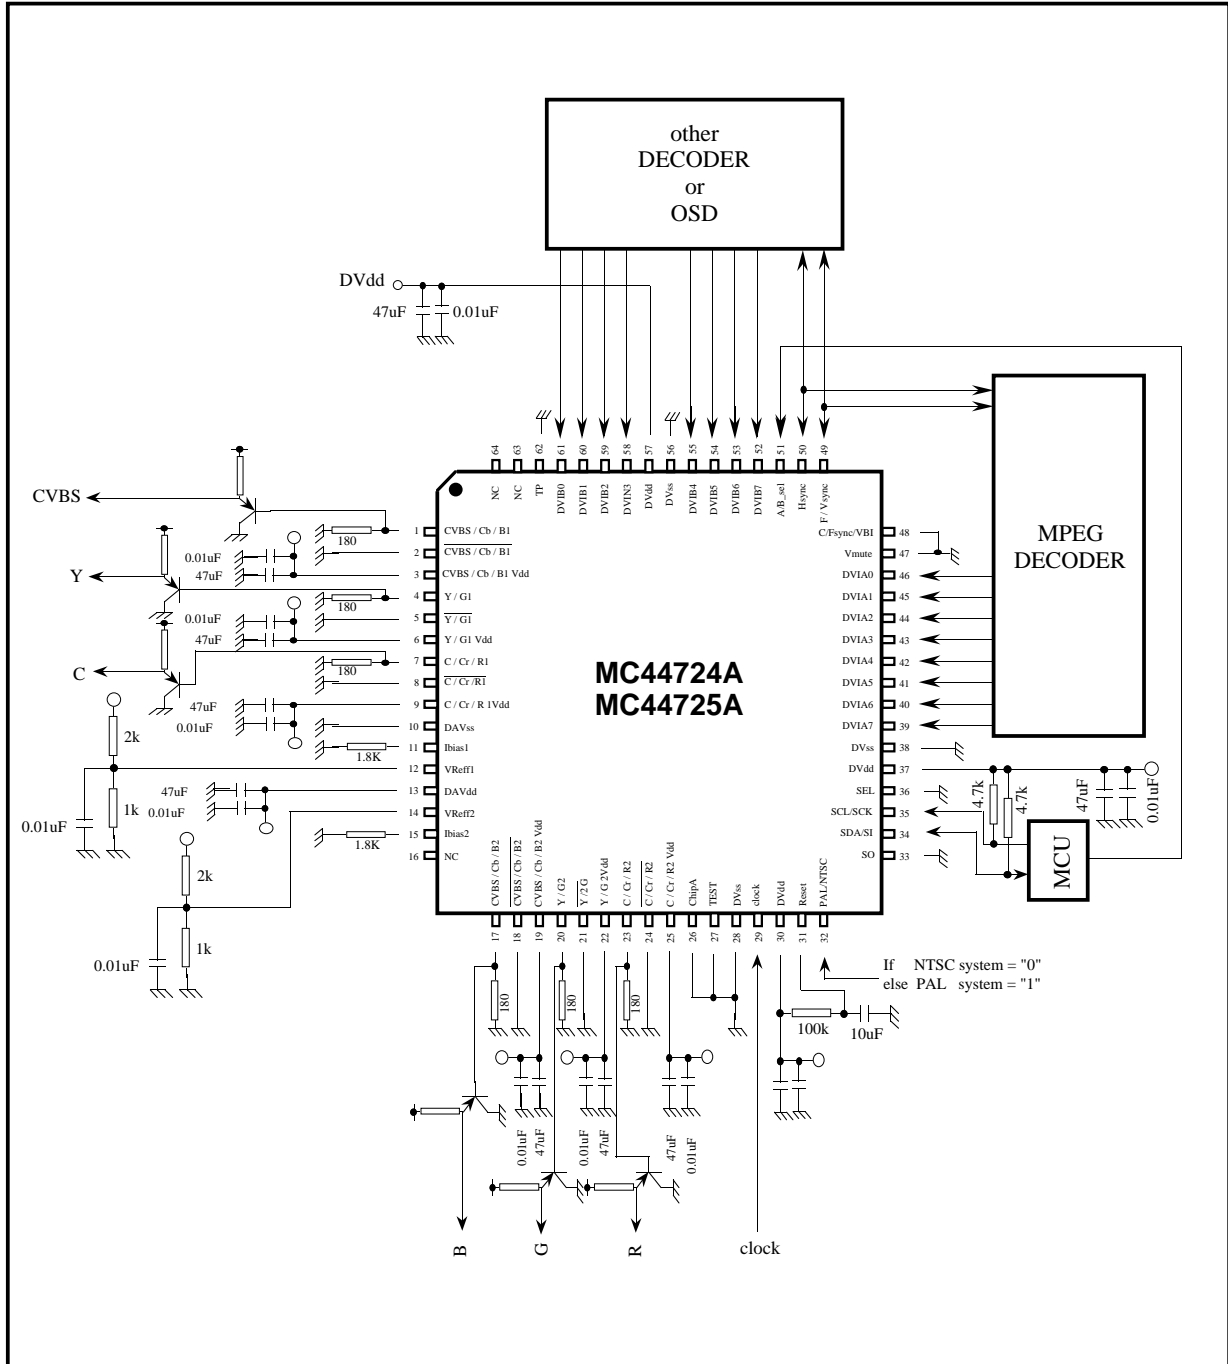 other
DECODER
or
OSD
DVdd
47uF
0.01uF
64
63
62
61
60
59
58
57
56
55
54
53
52
51
50
49
NC
NC
TP
DVIB0
DVIB1
DVIB2
DVIN3
DVdd
DVss
DVIB4
DVIB5
DVIB6
DVIB7
A/B_sel
Hsync
F / Vsync
MPEG
DECODER
CVBS
Y
C
180
0.01uF
47uF
180
0.01uF
47uF
180
47uF
0.01uF
1.8K
2k
1k
0.01uF
47uF
0.01uF
1.8K
2k
1k
0.01uF
1 CVBS / Cb / B1
2 CVBS / Cb / B1
3 CVBS / Cb / B1 Vdd
4 Y / G1
5 Y / G1
6 Y / G1 Vdd
7 C / Cr / R1
8 C / Cr /R1
9 C / Cr / R 1Vdd
10 DAVss
11 Ibias1
12 VReff1
13 DAVdd
14 VReff2
15 Ibias2
16 NC
MC44724A
MC44725A
C/Fsync/VBI 48
Vmute 47
DVIA0 46
DVIA1 45
DVIA2 44
DVIA3 43
DVIA4 42
DVIA5 41
DVIA6 40
DVIA7 39
DVss 38
DVdd 37
SEL 36
SCL/SCK 35
SDA/SI 34
SO 33
4.7k
4.7k
47uF
0.01uF
MCU
CVBS / Cb / B2
CVBS / Cb / B2
CVBS / Cb / B2 Vdd
Y / G2
Y /2 G
Y / G 2Vdd
C / Cr / R2
C / Cr / R2
C / Cr / R2 Vdd
ChipA
TEST
DVss
clock
DVdd
Reset
PAL/NTSC
17
18
19
20
21
22
23
24
25
26
27
28
29
30
31
32
If NTSC system = "0"
else PAL system = "1"
180
180
180
100k
10uF
0.01uF
47uF
0.01uF
47uF
47uF
0.01uF
B
G
R
clock